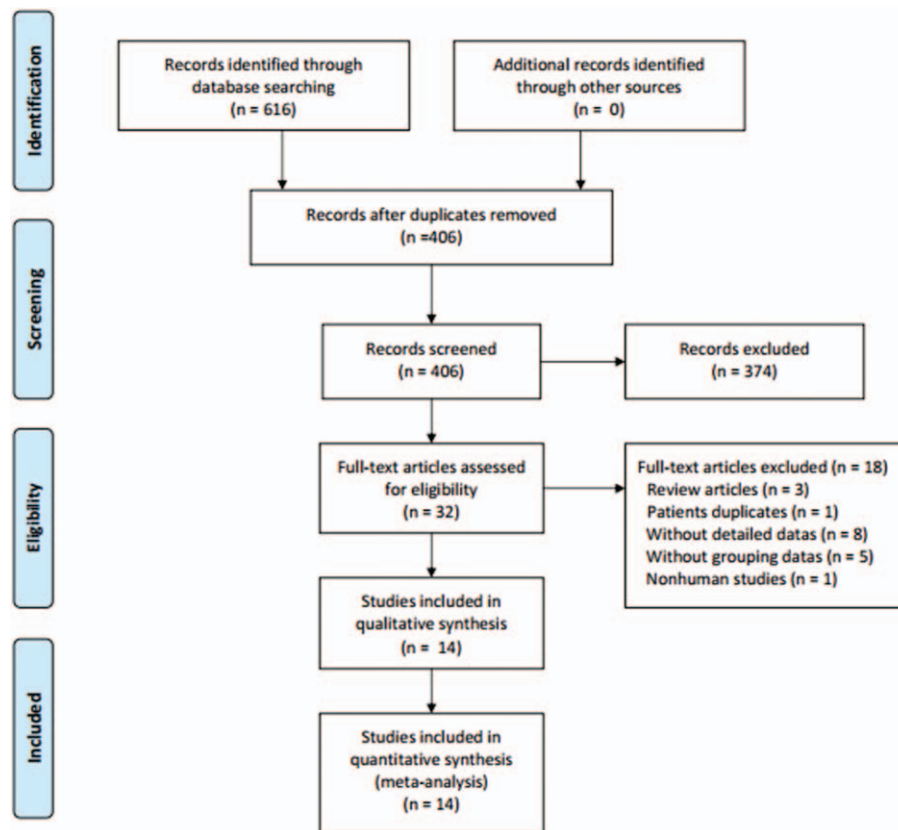 Identification
Records identified through
database searching
(n = 616)
Additional records identified
through other sources
(n = 0)
Records after duplicates removed
(n =406)
Screening
Records screened
(n = 406)
Records excluded
(n = 374)
Eligibility
Full-text articles assessed
for eligibility
(n = 32)
Full-text articles excluded (n = 18)
Review articles (n = 3)
Patients duplicates (n = 1)
Without detailed datas (n = 8)
Without grouping datas (n = 5)
Nonhuman studies (n = 1)
Studies included in
qualitative synthesis
(n = 14)
Included
Studies included in
quantitative synthesis
(meta-analysis)
(n = 14)